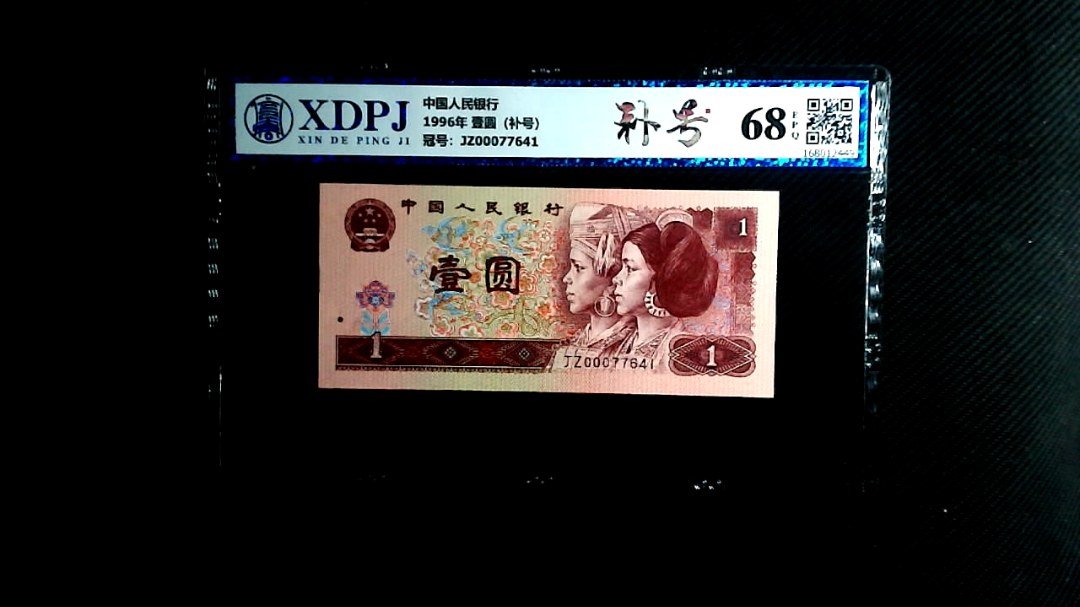 XDPJ
XIN DE PING JI
中国人民银行
1996年 壹圆 (补号)
冠号: JZ00077641
补号
68
EPQ
中国人民银行
1
壹圆
1
JZ00077641
1